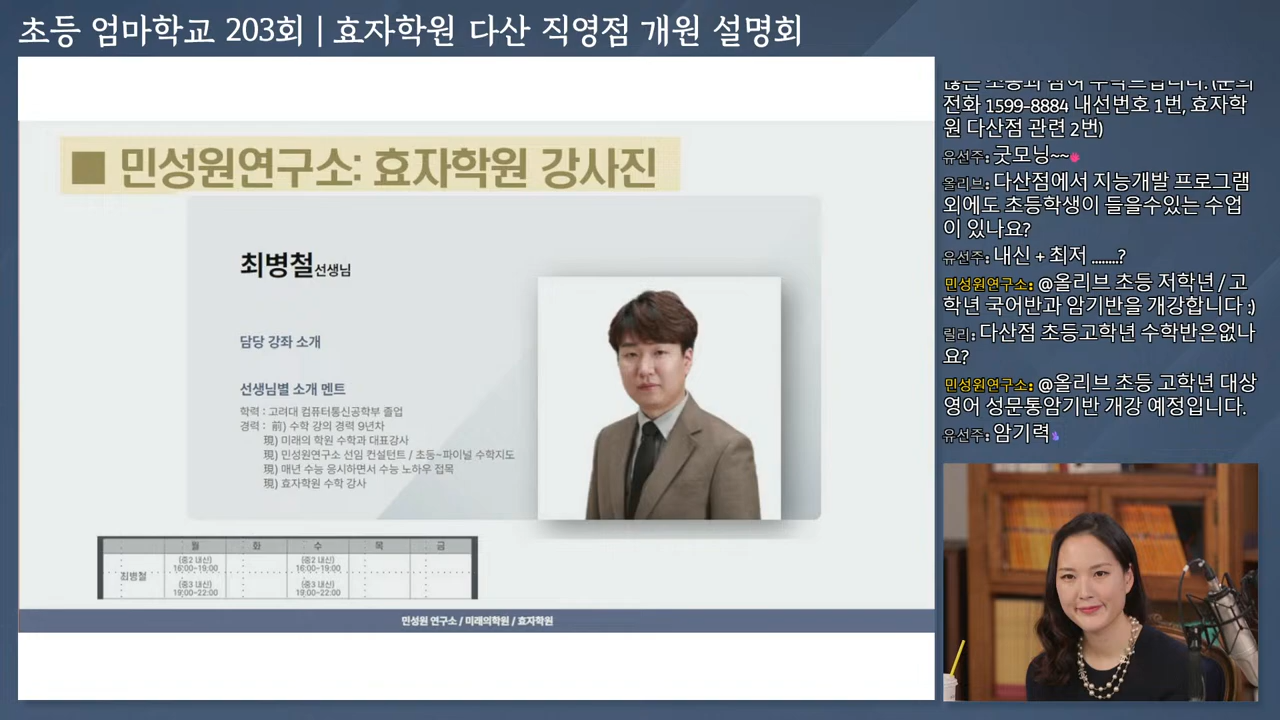 초등 엄마학교 203회 | 효자학원 다산 직영점 개원 설명회
■ 민성원연구소: 효자학원 강사진
최병철선생님
담당 강좌 소개
선생님별 소개 멘트
학력 : 고려대 컴퓨터통신공학부 졸업
경력 : 前) 수학 강의 경력 9년차
現) 미래의 학원 수학과 대표강사
現) 민성원연구소 선임 컨설턴트 / 초등~파이널 수학지도
現) 매년 수능 응시하면서 수능 노하우 접목
現) 효자학원 수학 강사
월 화 수 목 금
최병철
(중2 내신) (중2 내신)
16:00~19:00 16:00~19:00
(중3 내신) (중3 내신)
19:00~22:00 19:00~22:00
민성원 연구소 / 미래의학원 / 효자학원
전화 1599-8884 내선번호 1번, 효자학
원 다산점 관련 2번)
유선주: 굿모닝~~
올리브: 다산점에서 지능개발 프로그램
외에도 초등학생이 들을수있는 수업
이 있나요?
유선주: 내신 + 최저 ........?
민성원연구소: @올리브 초등 저학년 / 고
학년 국어반과 암기반을 개강합니다 :)
릴리: 다산점 초등고학년 수학반은없나
요?
민성원연구소: @올리브 초등 고학년 대상
영어 성문통암기반 개강 예정입니다.
유선주: 암기력